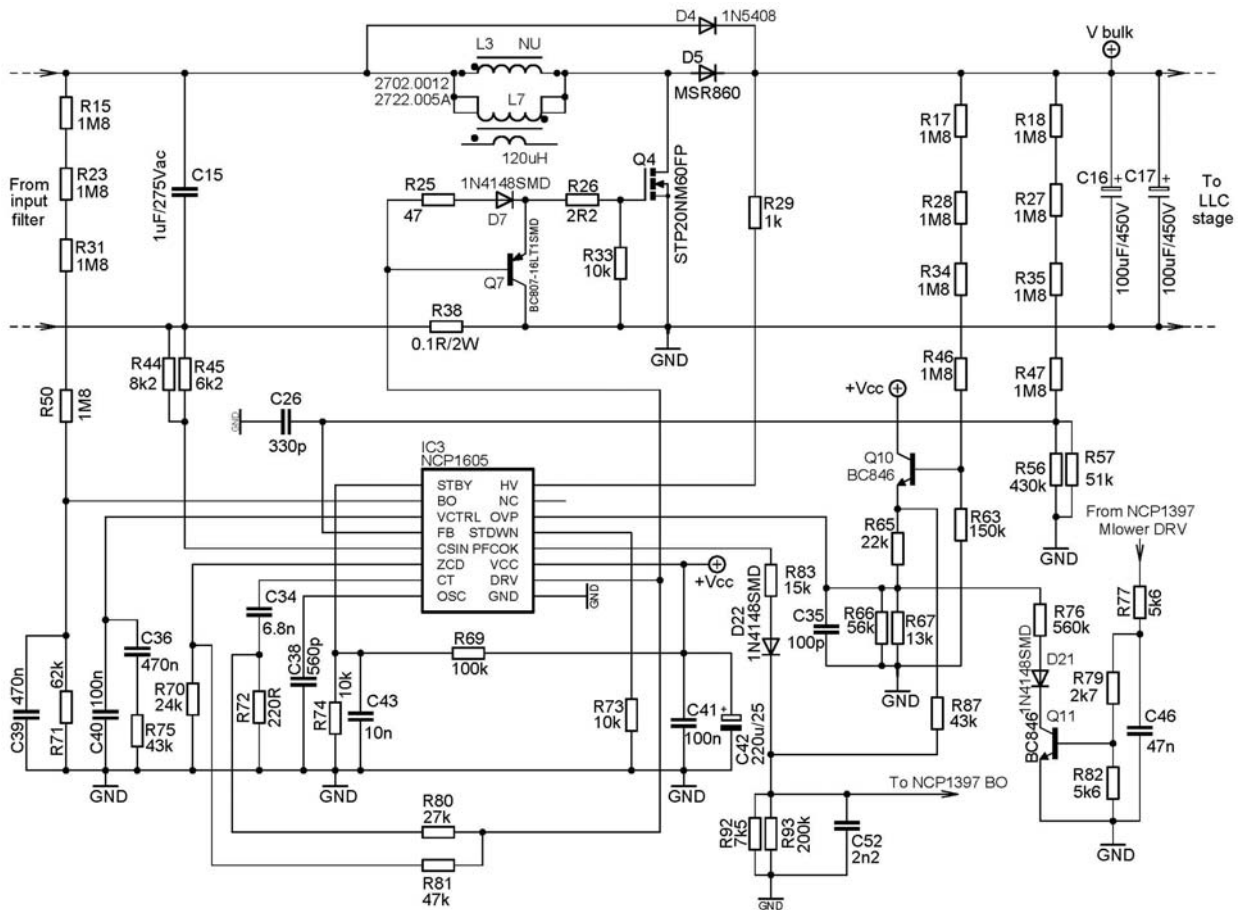 D4
1N5408
V bulk
L3
NU
D5
2702.0012
2722.005A
L7
MSR860
R15
1M8
R17
1M8
R18
1M8
120uH
Q4
From
input
filter
R23
1M8
C15
1uF/275Vac
R25
47
1N4148SMD
D7
R26
2R2
STP20NM60FP
R29
1k
R28
1M8
R27
1M8
C16
+
100uF/450V
C17
+
100uF/450V
To
LLC
stage
R31
1M8
Q7
BC807-16LT1SMD
R33
10k
R34
1M8
R35
1M8
R38
0.1R/2W
GND
R44
8k2
R45
6k2
R46
1M8
R47
1M8
R50
1M8
C26
330p
GND
+Vcc
IC3
NCP1605
Q10
BC846
R56
430k
R57
51k
STBY
HV
BO
NC
VCTRL
OVP
FB
STDWN
CSIN
PFCOK
ZCD
VCC
CT
DRV
OSC
GND
GND
+Vcc
From NCP1397
Mlower DRV
R65
22k
R63
150k
GND
R83
15k
R77
5k6
C34
6.8n
D22
1N4148SMD
C35
100p
R66
56k
R67
13k
R76
560k
C36
470n
C38
560p
R69
100k
D21
1N4148SMD
R79
2k7
C39
470n
R71
62k
C40
100n
R70
24k
R72
220R
R74
10k
C43
10n
R73
10k
C41
100n
+
C42
220u/25
GND
R87
43k
Q11
BC846
C46
47n
R75
43k
R82
5k6
GND
GND
GND
To NCP1397 BO
R80
27k
R92
7k5
R93
200k
C52
2n2
GND
R81
47k
GND